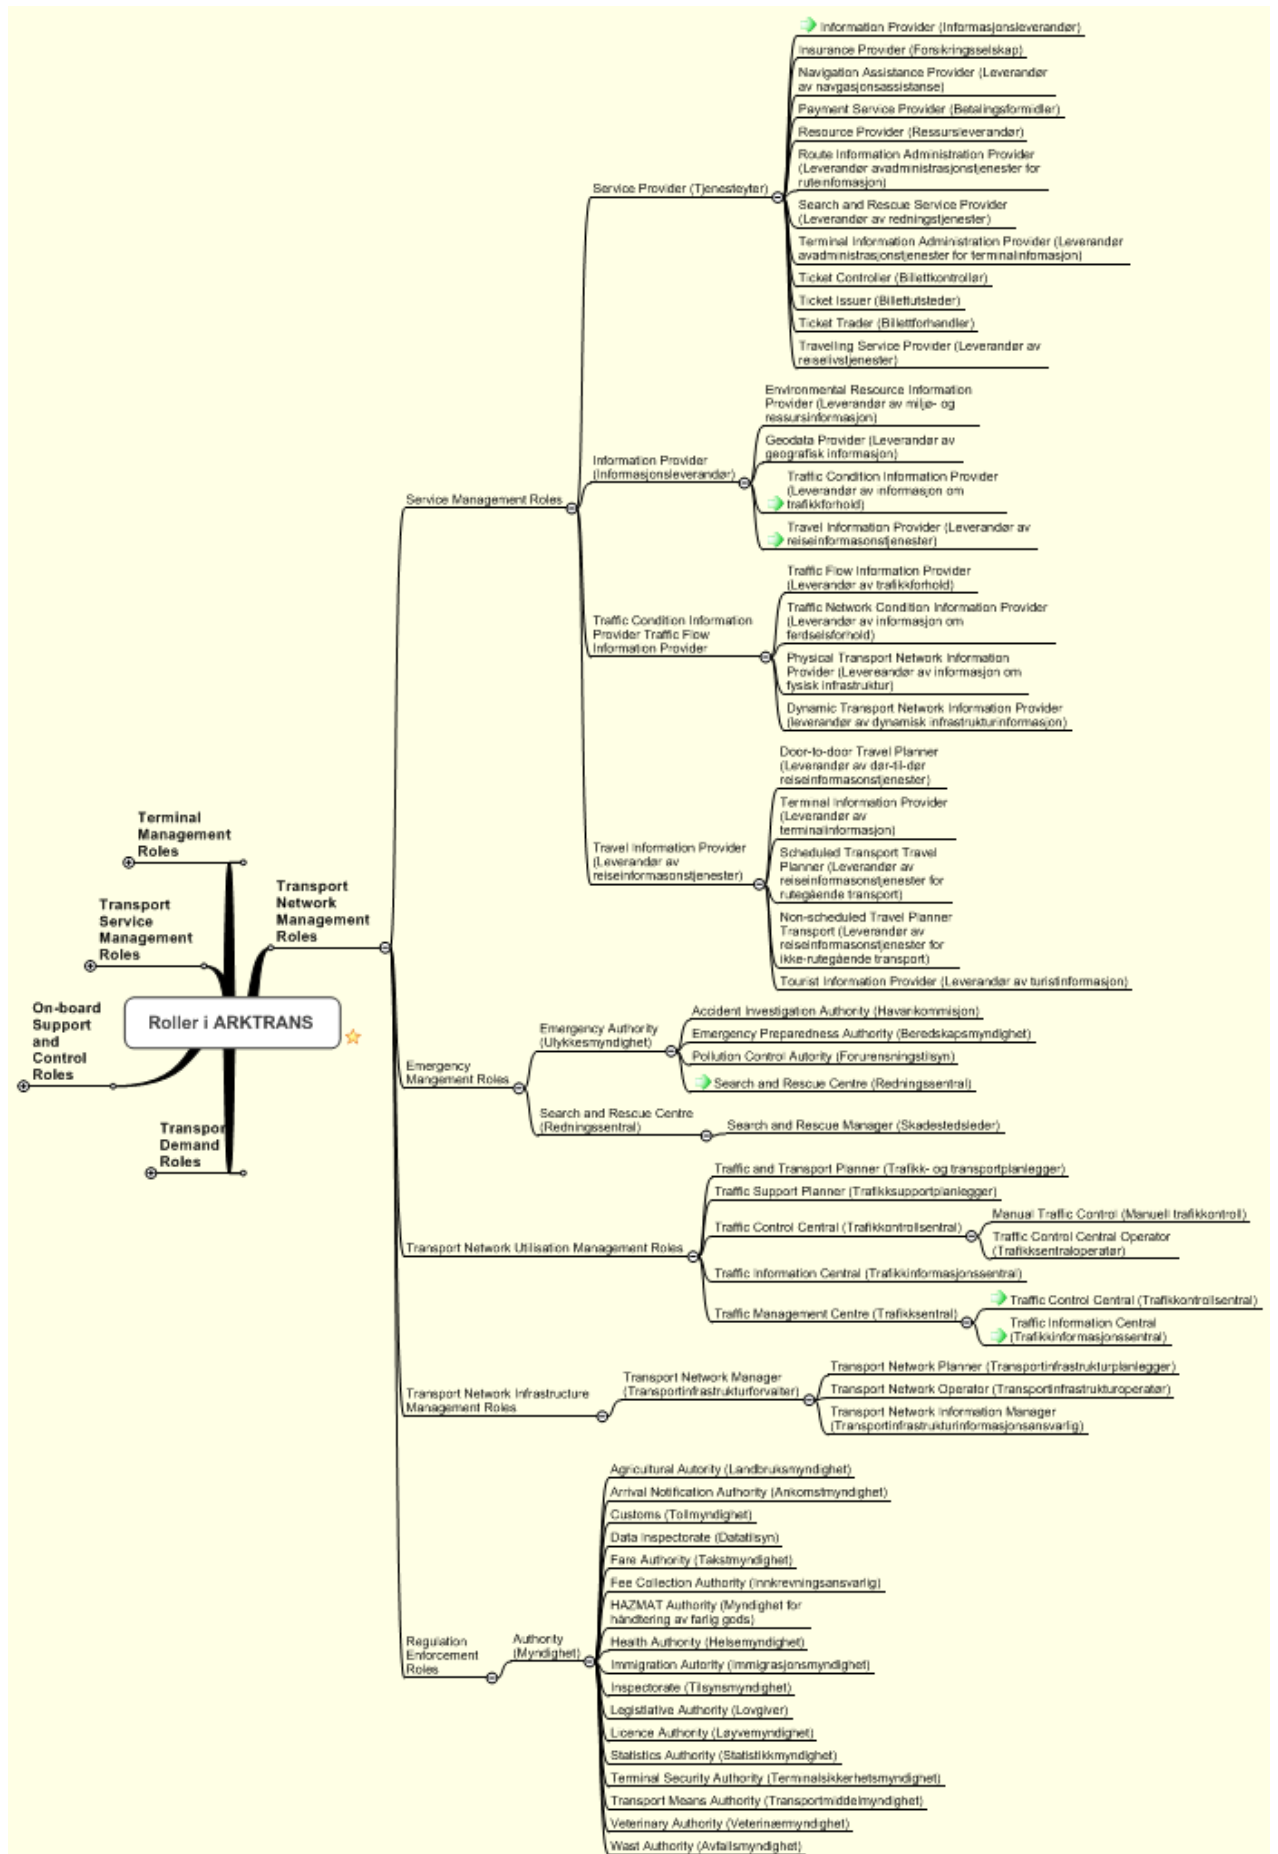 Information Provider (Informasjonsleverandør)
Insurance Provider (Forsikringsselskap)
Navigation Assistance Provider (Leverandør
av navgasjonsassistanse)
Payment Service Provider (Betalingsformidler)
Resource Provider (Ressursleverandør)
Route Information Administration Provider
(Leverandør avadministrasjonstjenester for
ruteinfomasjon)
Service Provider (Tjenesteyter)
Search and Rescue Service Provider
(Leverandør av redningstjenester)
Terminal Information Administration Provider (Leverandør
avadministrasjonstjenester for terminalinfomasjon)
Ticket Controller (Billettkontrollør)
Ticket Issuer (Billettutsteder)
Ticket Trader (Billettforhandler)
Travelling Service Provider (Leverandør av
reiselivstjenester)
Environmental Resource Information
Provider (Leverandør av miljø- og
ressursinformasjon)
Geodata Provider (Leverandør av
geografisk informasjon)
Information Provider
(Informasjonsleverandør)
Traffic Condition Information Provider
(Leverandør av informasjon om
trafikkforhold)
Service Management Roles
Travel Information Provider (Leverandør av
reiseinformasonstjenester)
Traffic Flow Information Provider
(Leverandør av trafikkforhold)
Traffic Network Condition Information Provider
(Leverandør av informasjon om
ferdselsforhold)
Traffic Condition Information
Provider Traffic Flow
Information Provider
Physical Transport Network Information
Provider (Levereandør av informasjon om
fysisk infrastruktur)
Dynamic Transport Network Information Provider
(leverandør av dynamisk infrastrukturinformasjon)
Door-to-door Travel Planner
(Leverandør av dør-til-dør
reiseinformasonstjenester)
Terminal Information Provider
(Leverandør av
terminalinformasjon)
Travel Information Provider
(Leverandør av
reiseinformasonstjenester)
Scheduled Transport Travel
Planner (Leverandør av
reiseinformasonstjenester for
rutegående transport)
Non-scheduled Travel Planner
Transport (Leverandør av
reiseinformasonstjenester for
ikke-rutegående transport)
Tourist Information Provider (Leverandør av turistinformasjon)
Terminal
Management
Roles
Transport
Network
Management
Roles
Transport
Service
Management
Roles
On-board
Support
and
Control
Roles
Roller i ARKTRANS
Transport
Demand
Roles
Accident Investigation Authority (Havarikommisjon)
Emergency Authority
(Ulykkesmyndighet)
Emergency Preparedness Authority (Beredskapsmyndighet)
Pollution Control Autority (Forurensningstilsyn)
Search and Rescue Centre (Redningssentral)
Emergency
Mangement Roles
Search and Rescue Centre
(Redningssentral)
Search and Rescue Manager (Skadestedsleder)
Traffic and Transport Planner (Trafikk- og transportplanlegger)
Traffic Support Planner (Trafikksupportplanlegger)
Manual Traffic Control (Manuell trafikkontroll)
Traffic Control Central (Trafikkontrollsentral)
Traffic Control Central Operator
(Trafikksentraloperatør)
Transport Network Utilisation Management Roles
Traffic Information Central (Trafikkinformasjonssentral)
Traffic Control Central (Trafikkontrollsentral)
Traffic Management Centre (Trafikksentral)
Traffic Information Central
(Trafikkinformasjonssentral)
Transport Network Planner (Transportinfrastrukturplanlegger)
Transport Network Manager
(Transportinfrastrukturforvalter)
Transport Network Operator (Transportinfrastrukturoperatør)
Transport Network Infrastructure
Management Roles
Transport Network Information Manager
(Transportinfrastrukturinformasjonsansvarlig)
Agricultural Autority (Landbruksmyndighet)
Arrival Notification Authority (Ankomstmyndighet)
Customs (Tollmyndighet)
Data Inspectorate (Datatilsyn)
Fare Authority (Takstmyndighet)
Fee Collection Authority (Innkrevningsansvarlig)
HAZMAT Authority (Myndighet for
håndtering av farlig gods)
Regulation
Enforcement
Roles
Authority
(Myndighet)
Health Authority (Helsemyndighet)
Immigration Autority (Immigrasjonsmyndighet)
Inspectorate (Tilsynsmyndighet)
Legistlative Authority (Lovgiver)
Licence Authority (Løyvemyndighet)
Statistics Authority (Statistikkmyndighet)
Terminal Security Authority (Terminalsikkerhetsmyndighet)
Transport Means Authority (Transportmiddelmyndighet)
Veterinary Authority (Veterinærmyndighet)
Wast Authority (Avfallsmyndighet)